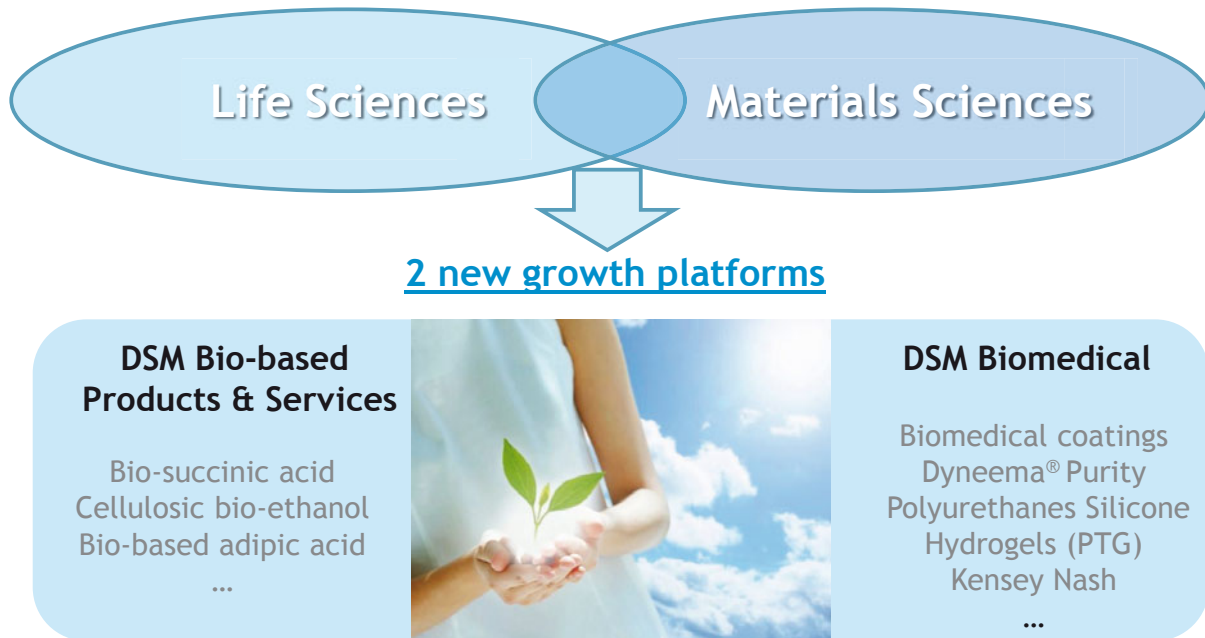 Life Sciences
Materials Sciences
2 new growth platforms
DSM Bio-based
Products & Services
Bio-succinic acid
Cellulosic bio-ethanol
Bio-based adipic acid
…
DSM Biomedical
Biomedical coatings
Dyneema® Purity
Polyurethanes Silicone
Hydrogels (PTG)
Kensey Nash
…